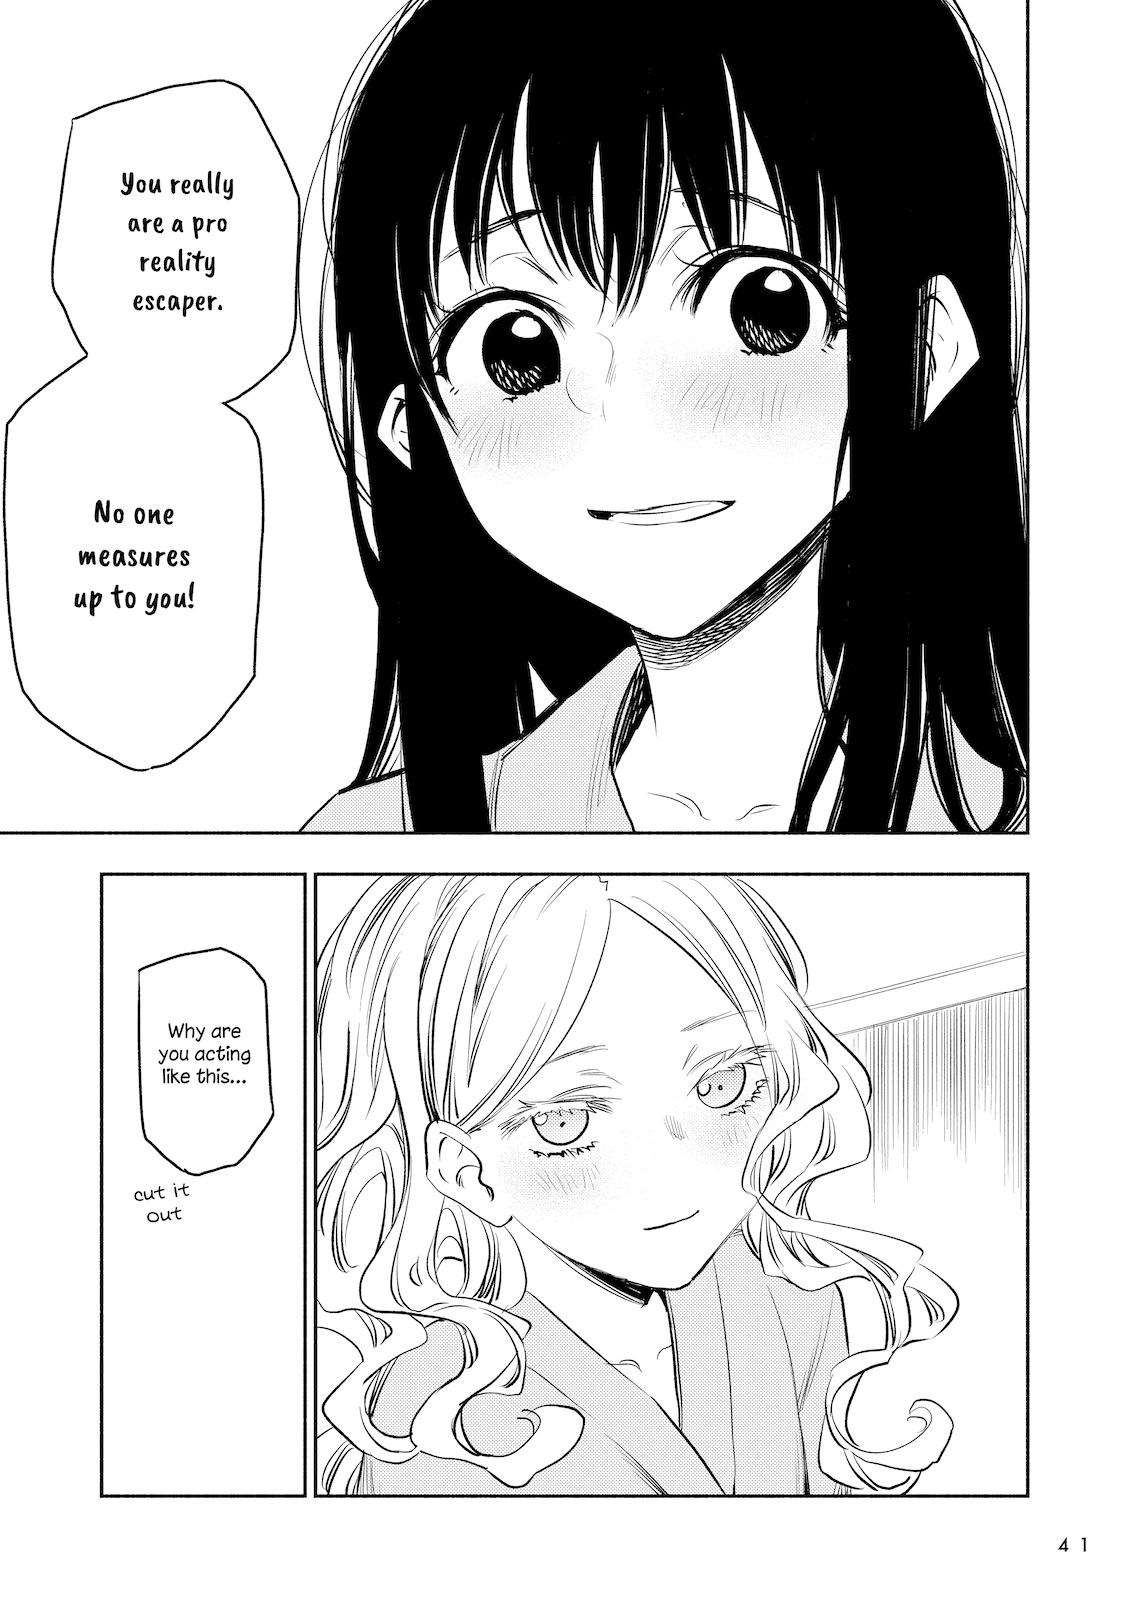 You really
are a pro
reality
escaper.
No one
measures
up to you!
Why are
you acting
like this...
cut it
out
41